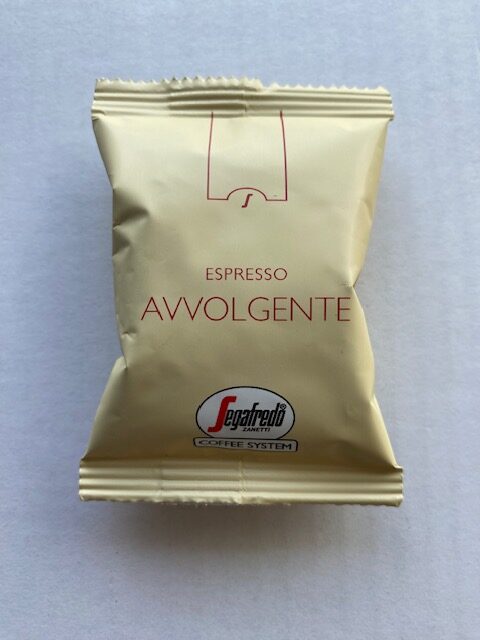 ESPRESSO
AVVOLGENTE
Segafredo®
ZANETTI
COFFEE SYSTEM